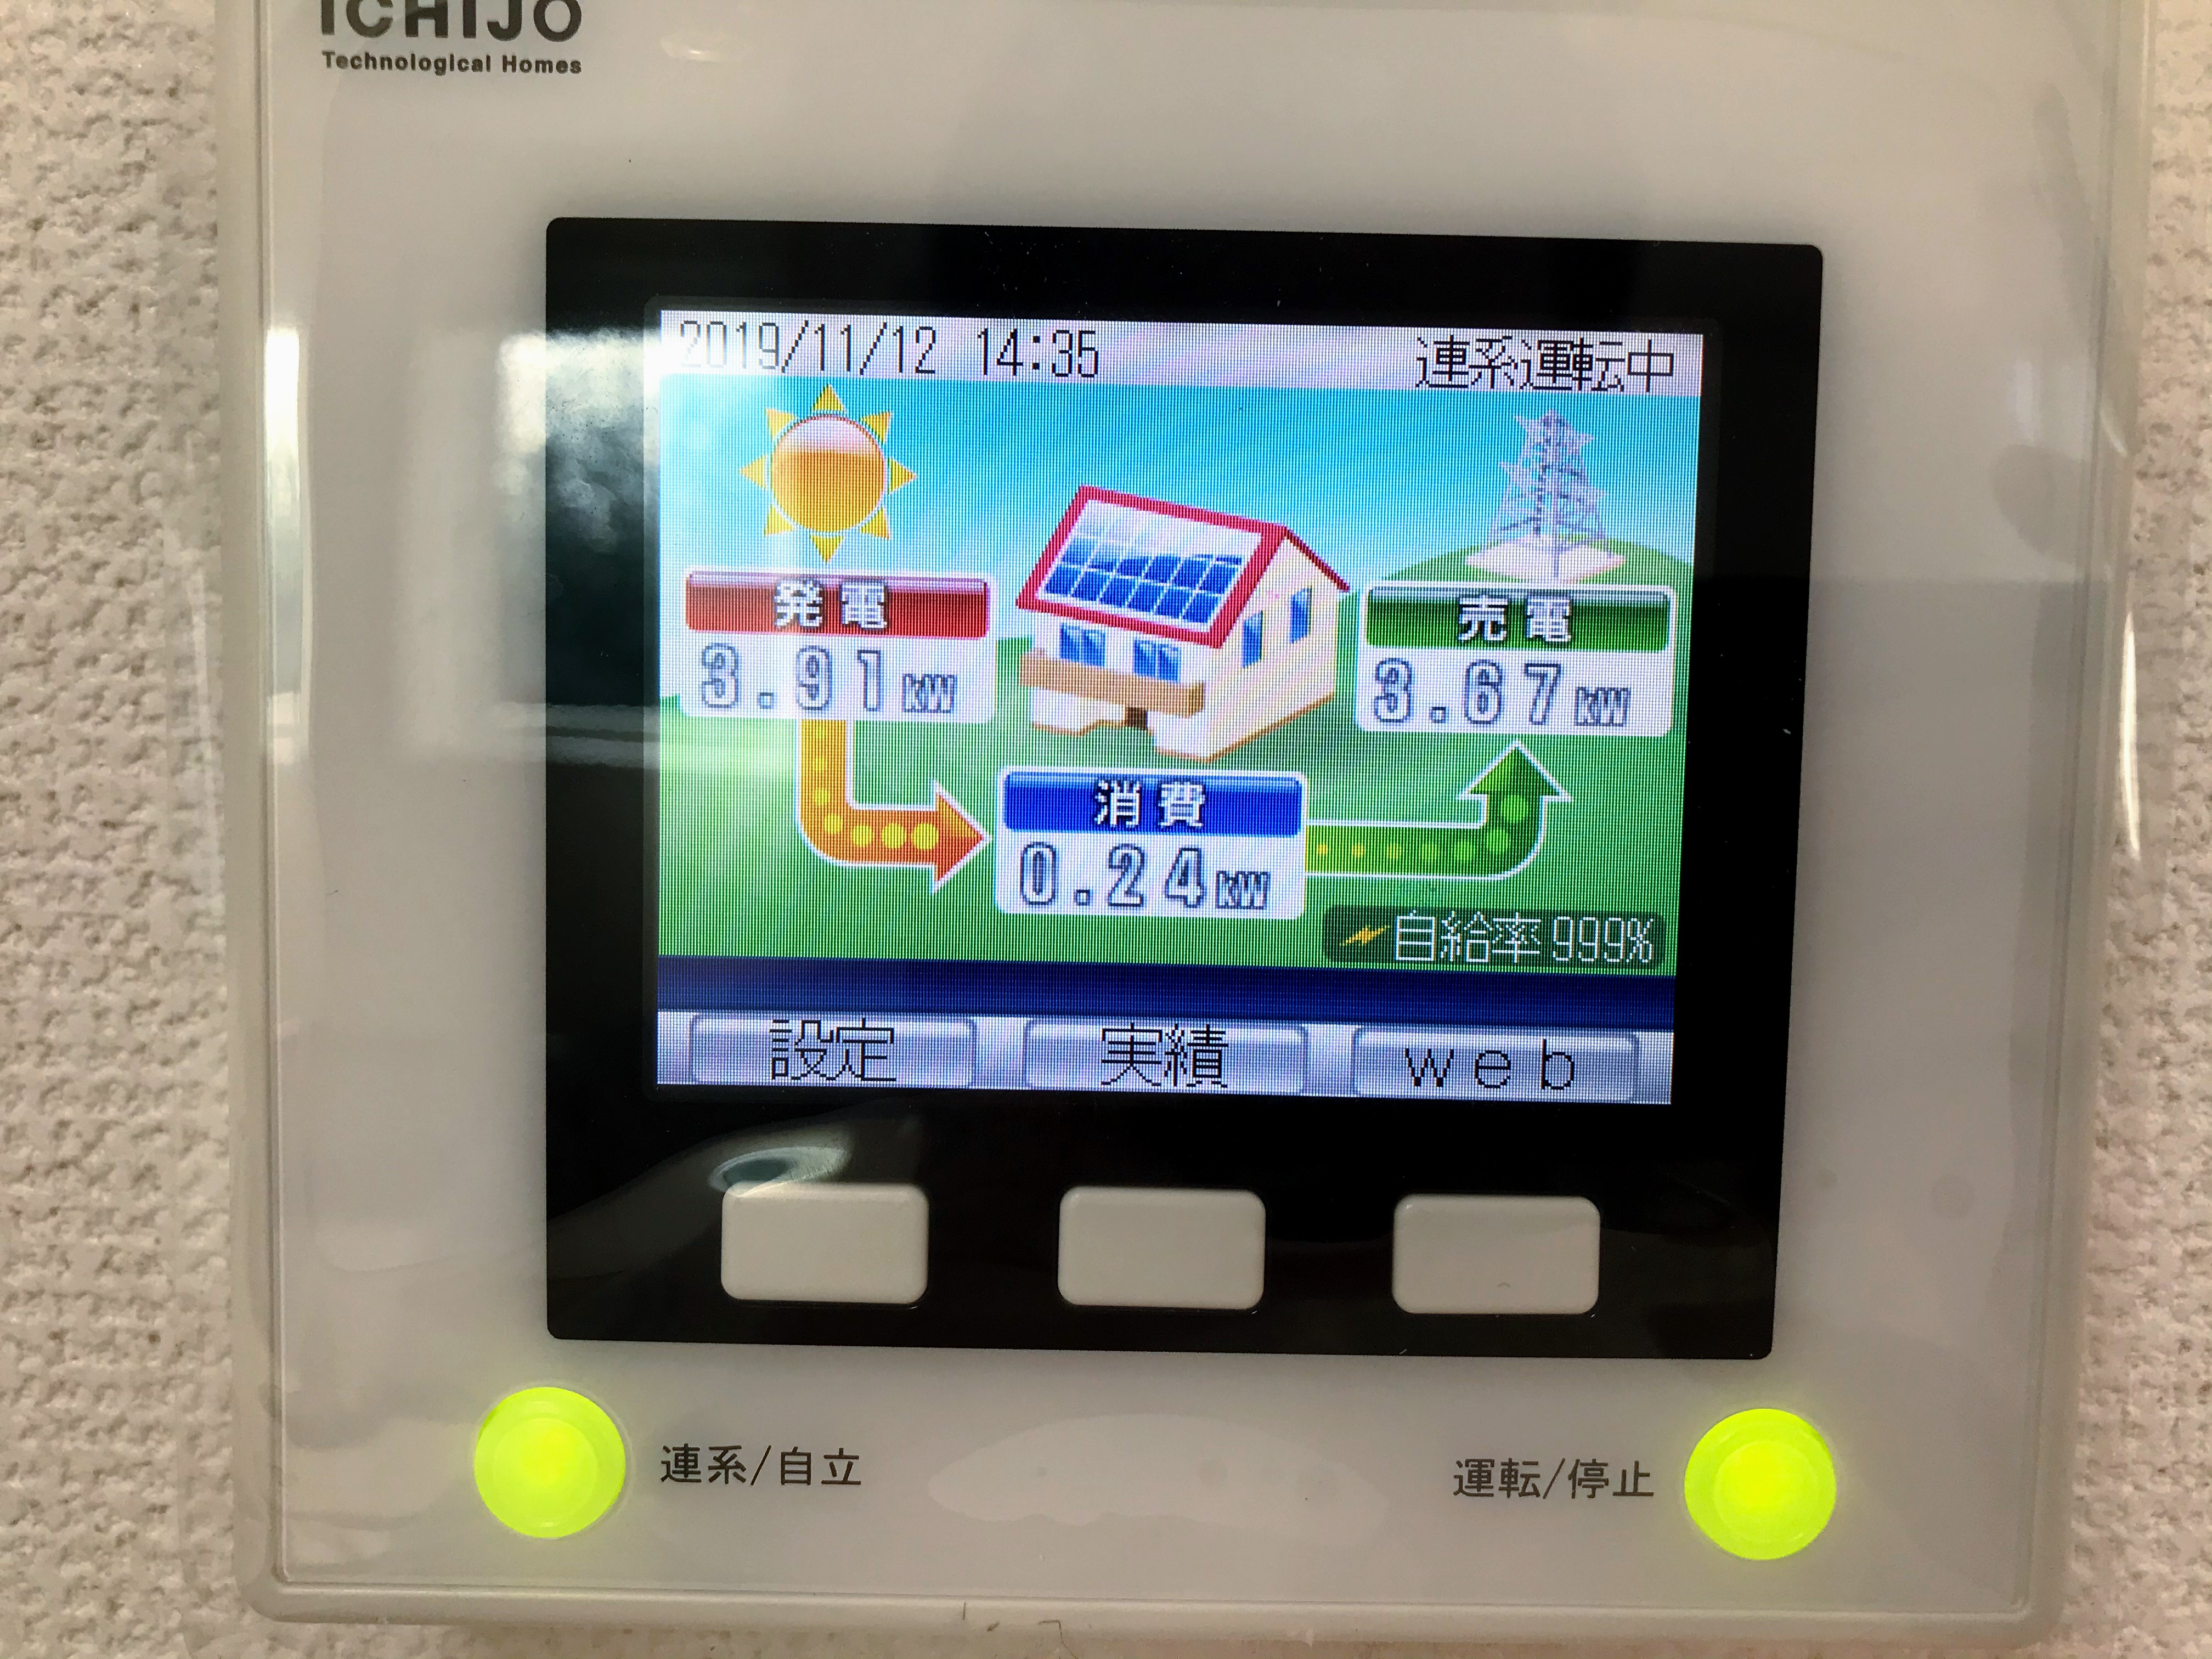 ICHIJO
Technological Homes
2019/11/12 14:35 連系運転中
発電
3.91kW
売電
3.67kW
消費
0.24kW
自給率999%
設定 実績 web
連系/自立 運転/停止